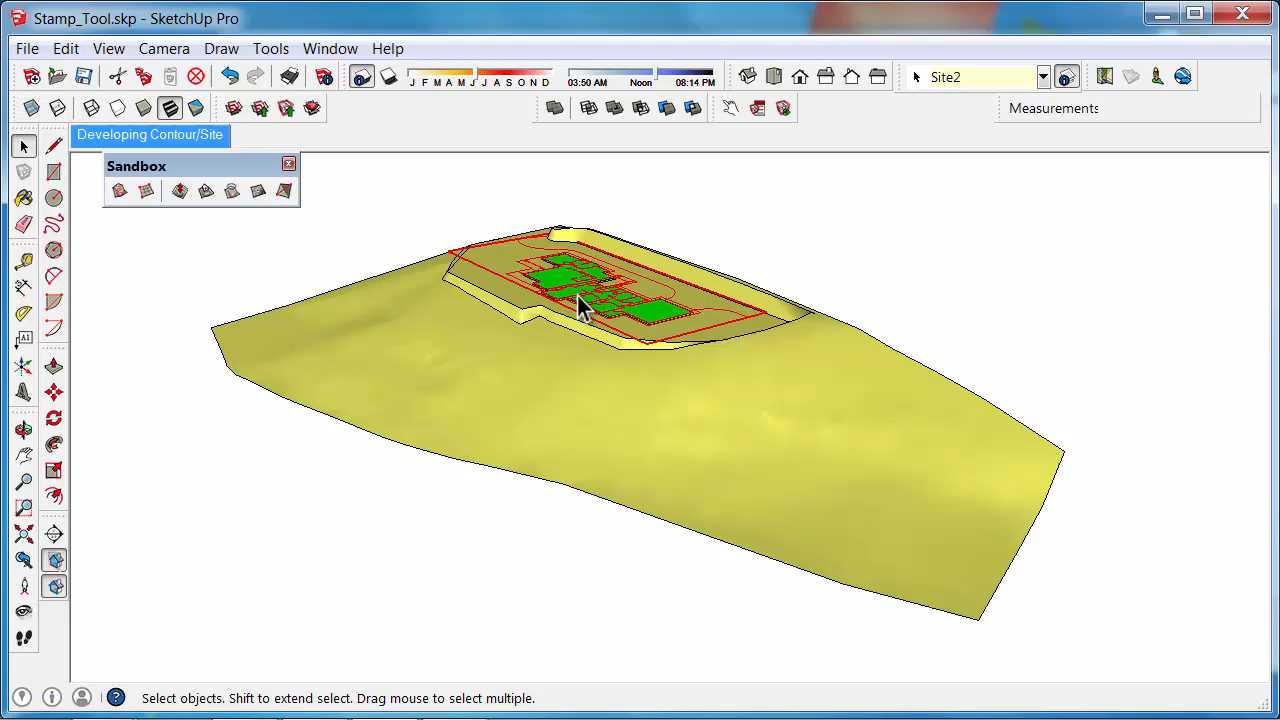 Stamp_Tool.skp - SketchUp Pro
File Edit View Camera Draw Tools Window Help
J F M A M J J A S O N D
03:50 AM Noon 08:14 PM
Site2
Measurements
Developing Contour/Site
Sandbox
A1
Select objects. Shift to extend select. Drag mouse to select multiple.